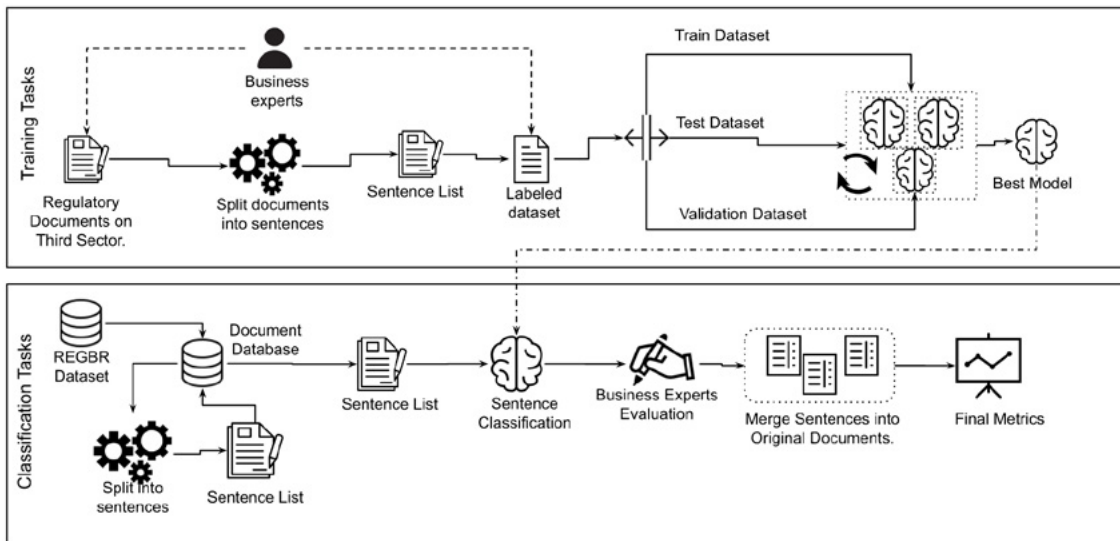 Training Tasks
Business
experts
Train Dataset
Test Dataset
Validation Dataset
Regulatory
Documents on
Third Sector.
Split documents
into sentences
Sentence List
Labeled
dataset
Best Model
Classification Tasks
REGBR
Dataset
Document
Database
Split into
sentences
Sentence List
Sentence List
Sentence
Classification
Business Experts
Evaluation
Merge Sentences into
Original Documents.
Final Metrics